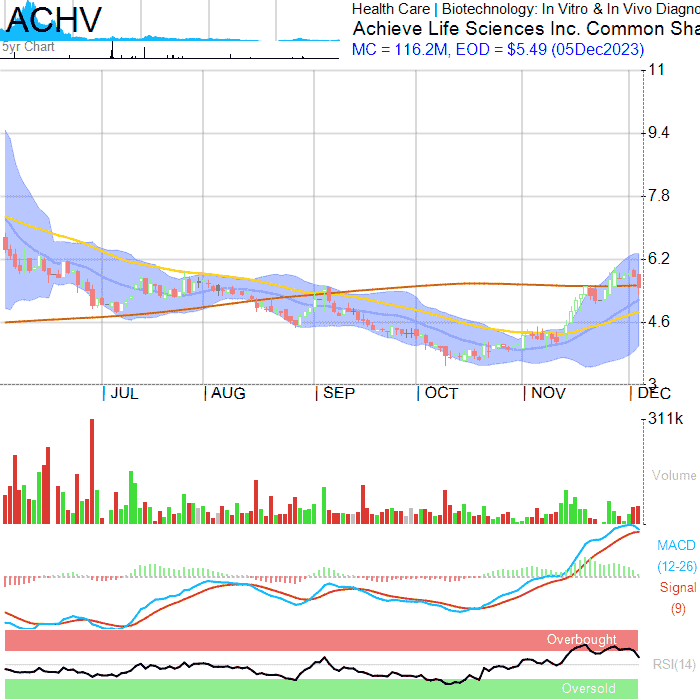 ACHV
5yr Chart
Health Care | Biotechnology: In Vitro & In Vivo Diagno
Achieve Life Sciences Inc. Common Sha
MC = 116.2M, EOD = $5.49 (05Dec2023)
11
9.4
7.8
6.2
4.6
3
JUL
AUG
SEP
OCT
NOV
DEC
311k
Volume
MACD
(12-26)
Signal
(9)
Overbought
RSI(14)
Oversold